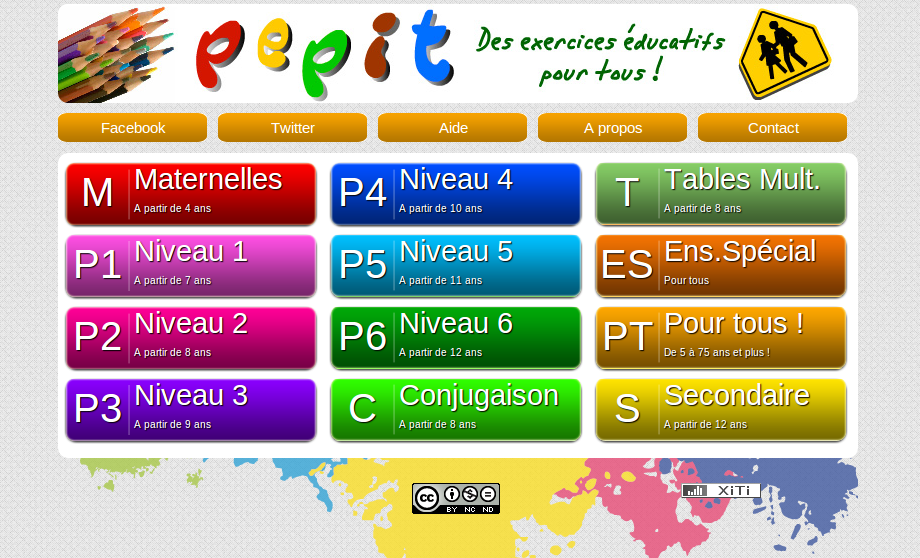 pepit
Des exercices éducatifs
pour tous !
Facebook
Twitter
Aide
A propos
Contact
M
Maternelles
A partir de 4 ans
P4
Niveau 4
A partir de 10 ans
T
Tables Mult.
A partir de 8 ans
P1
Niveau 1
A partir de 7 ans
P5
Niveau 5
A partir de 11 ans
ES
Ens.Spécial
Pour tous
P2
Niveau 2
A partir de 8 ans
P6
Niveau 6
A partir de 12 ans
PT
Pour tous !
De 5 à 75 ans et plus !
P3
Niveau 3
A partir de 9 ans
C
Conjugaison
A partir de 8 ans
S
Secondaire
A partir de 12 ans
cc
BY NC ND
XiTi